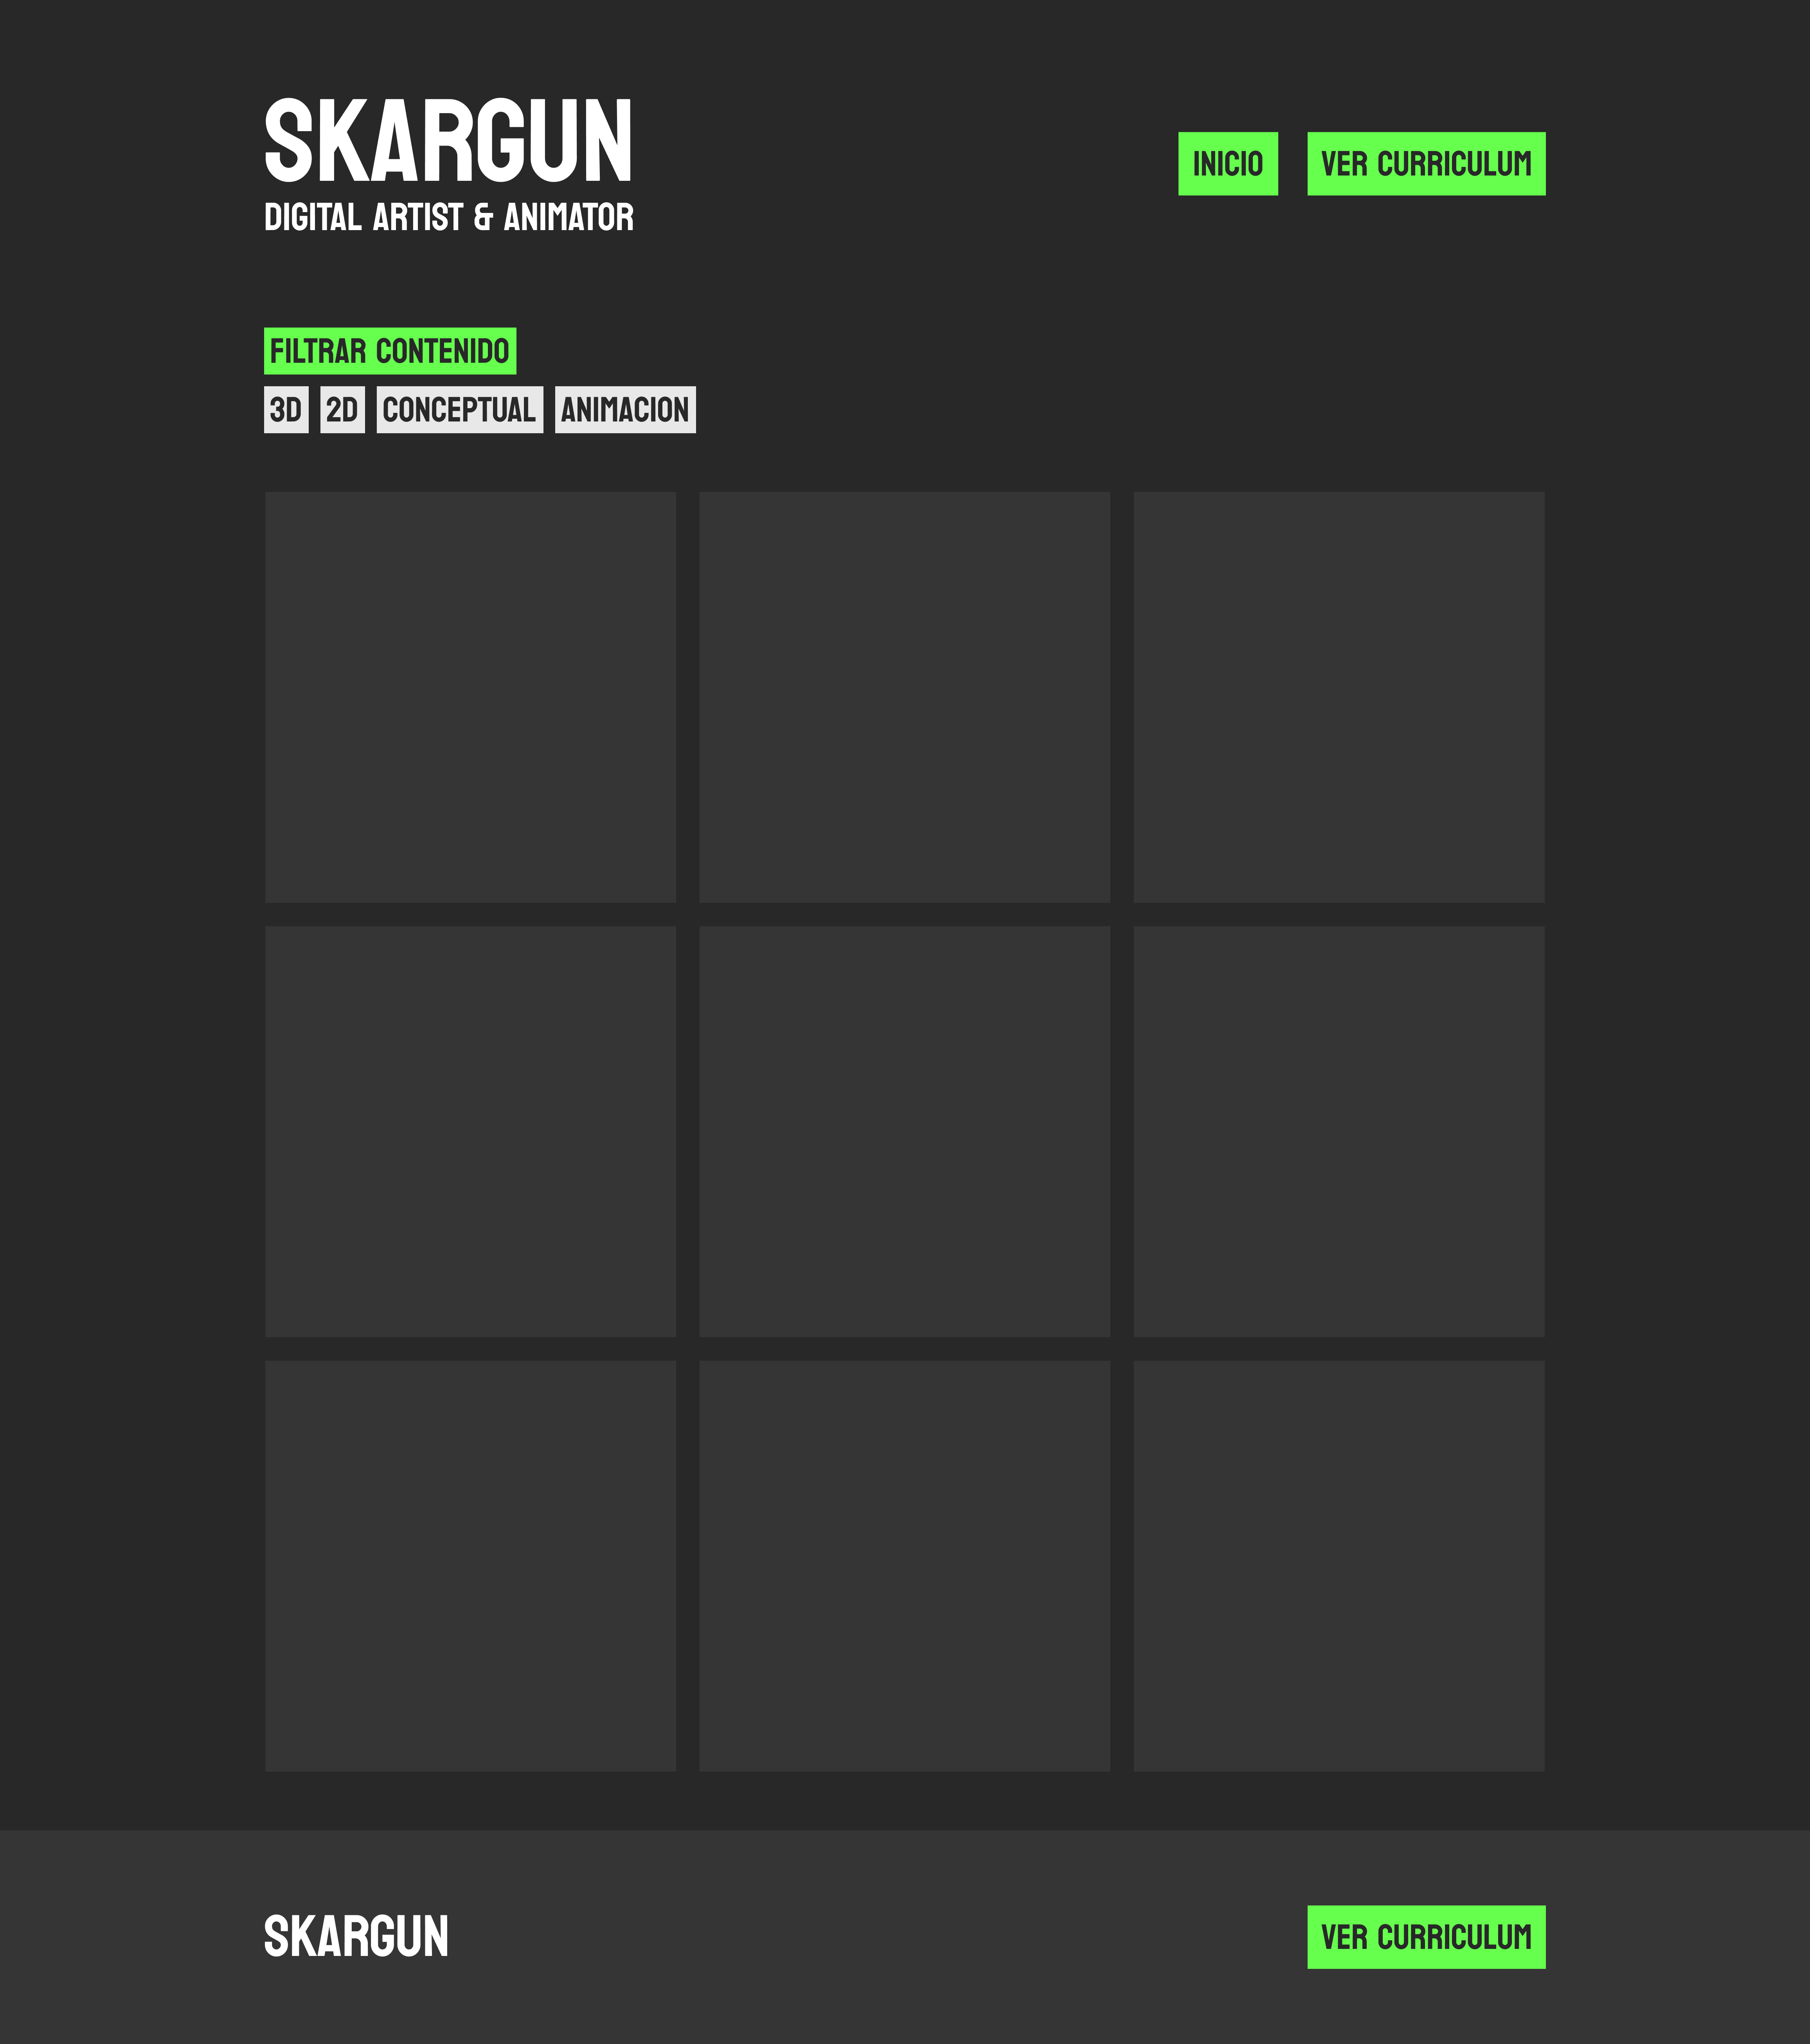 SKARGUN
DIGITAL ARTIST & ANIMATOR
INICIO
VER CURRICULUM
FILTRAR CONTENIDO
3D 2D CONCEPTUAL ANIMACION
SKARGUN
VER CURRICULUM